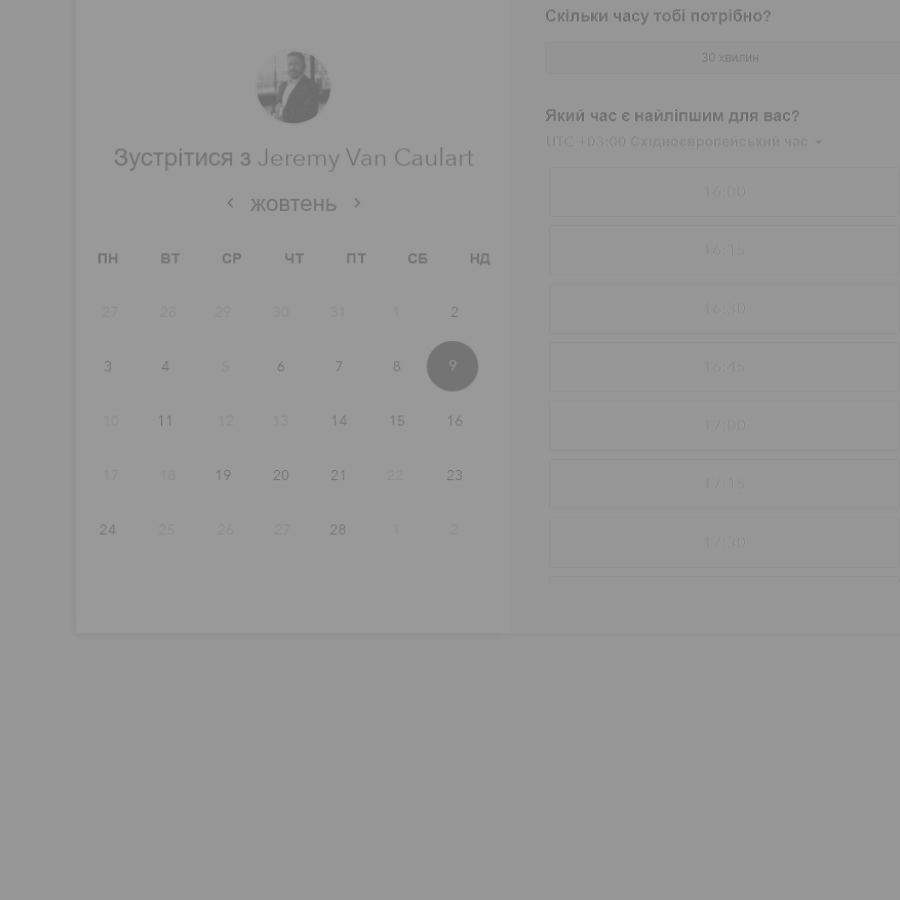 Зустрітися з Jeremy Van Caulart
жовтень
ПН ВТ СР ЧТ ПТ СБ НД
27 28 29 30 31 1 2
3 4 5 6 7 8 9
10 11 12 13 14 15 16
17 18 19 20 21 22 23
24 25 26 27 28 1 2
Скільки часу тобі потрібно?
30 хвилин
Який час є найліпшим для вас?
UTC +03:00 Східноєвропейський час
16:00
16:15
16:30
16:45
17:00
17:15
17:30